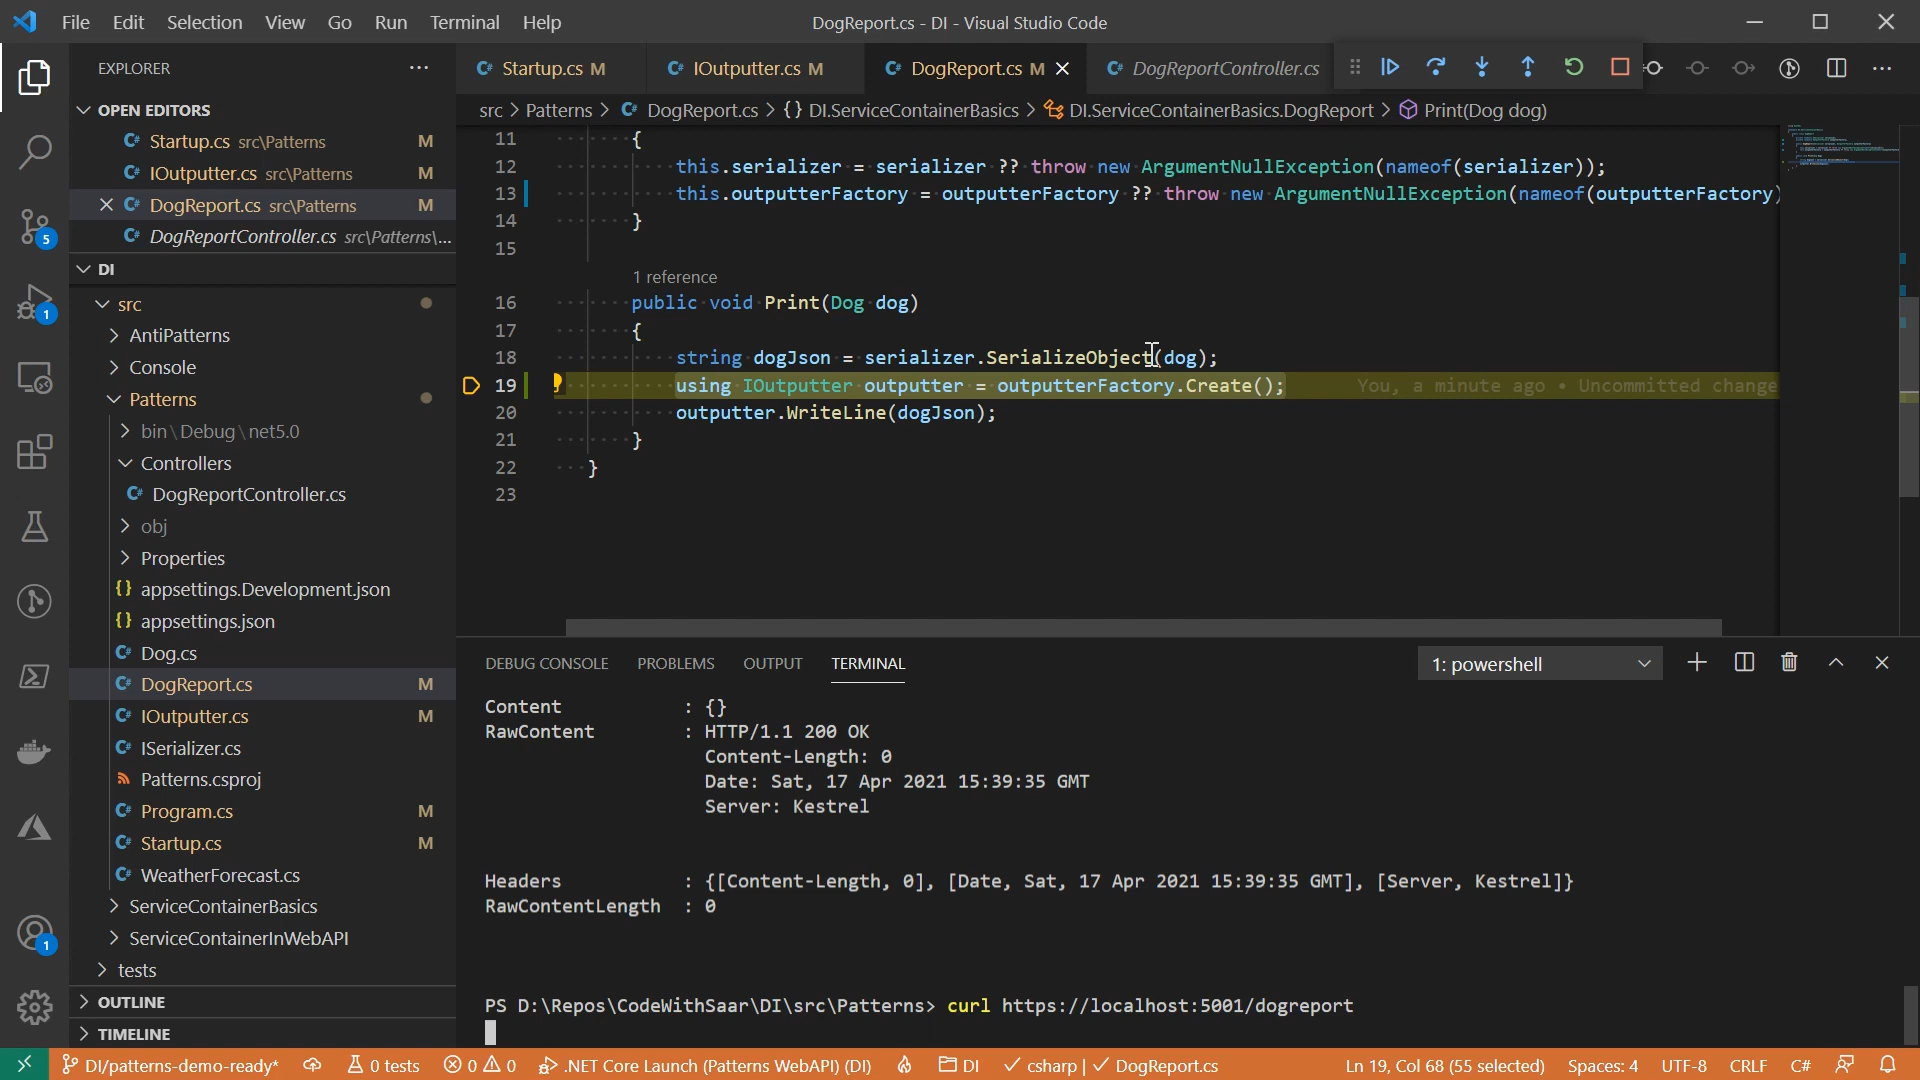 File Edit Selection View Go Run Terminal Help
DogReport.cs - DI - Visual Studio Code
EXPLORER
C# Startup.cs M
C# IOutputter.cs M
C# DogReport.cs M
C# DogReportController.cs
OPEN EDITORS
C# Startup.cs src\Patterns M
C# IOutputter.cs src\Patterns M
C# DogReport.cs src\Patterns M
C# DogReportController.cs src\Patterns\...
DI
src
AntiPatterns
Console
Patterns
bin\Debug\net5.0
Controllers
C# DogReportController.cs
obj
Properties
{} appsettings.Development.json
{} appsettings.json
C# Dog.cs
C# DogReport.cs M
C# IOutputter.cs M
C# ISerializer.cs
Patterns.csproj
C# Program.cs M
C# Startup.cs M
C# WeatherForecast.cs
ServiceContainerBasics
ServiceContainerInWebAPI
tests
OUTLINE
TIMELINE
5
1
1
src > Patterns > C# DogReport.cs > {} DI.ServiceContainerBasics > DI.ServiceContainerBasics.DogReport > Print(Dog dog)
11 {
12 this.serializer = serializer ?? throw new ArgumentNullException(nameof(serializer));
13 this.outputterFactory = outputterFactory ?? throw new ArgumentNullException(nameof(outputterFactory)
14 }
15
1 reference
16 public void Print(Dog dog)
17 {
18 string dogJson = serializer.SerializeObject(dog);
19 using IOutputter outputter = outputterFactory.Create(); You, a minute ago • Uncommitted change
20 outputter.WriteLine(dogJson);
21 }
22 }
23
DEBUG CONSOLE PROBLEMS OUTPUT TERMINAL
1: powershell
Content : {}
RawContent : HTTP/1.1 200 OK
Content-Length: 0
Date: Sat, 17 Apr 2021 15:39:35 GMT
Server: Kestrel
Headers : {[Content-Length, 0], [Date, Sat, 17 Apr 2021 15:39:35 GMT], [Server, Kestrel]}
RawContentLength : 0
PS D:\Repos\CodeWithSaar\DI\src\Patterns> curl https://localhost:5001/dogreport
DI/patterns-demo-ready* 0 tests 0 0 .NET Core Launch (Patterns WebAPI) (DI) DI csharp | DogReport.cs Ln 19, Col 68 (55 selected) Spaces: 4 UTF-8 CRLF C#